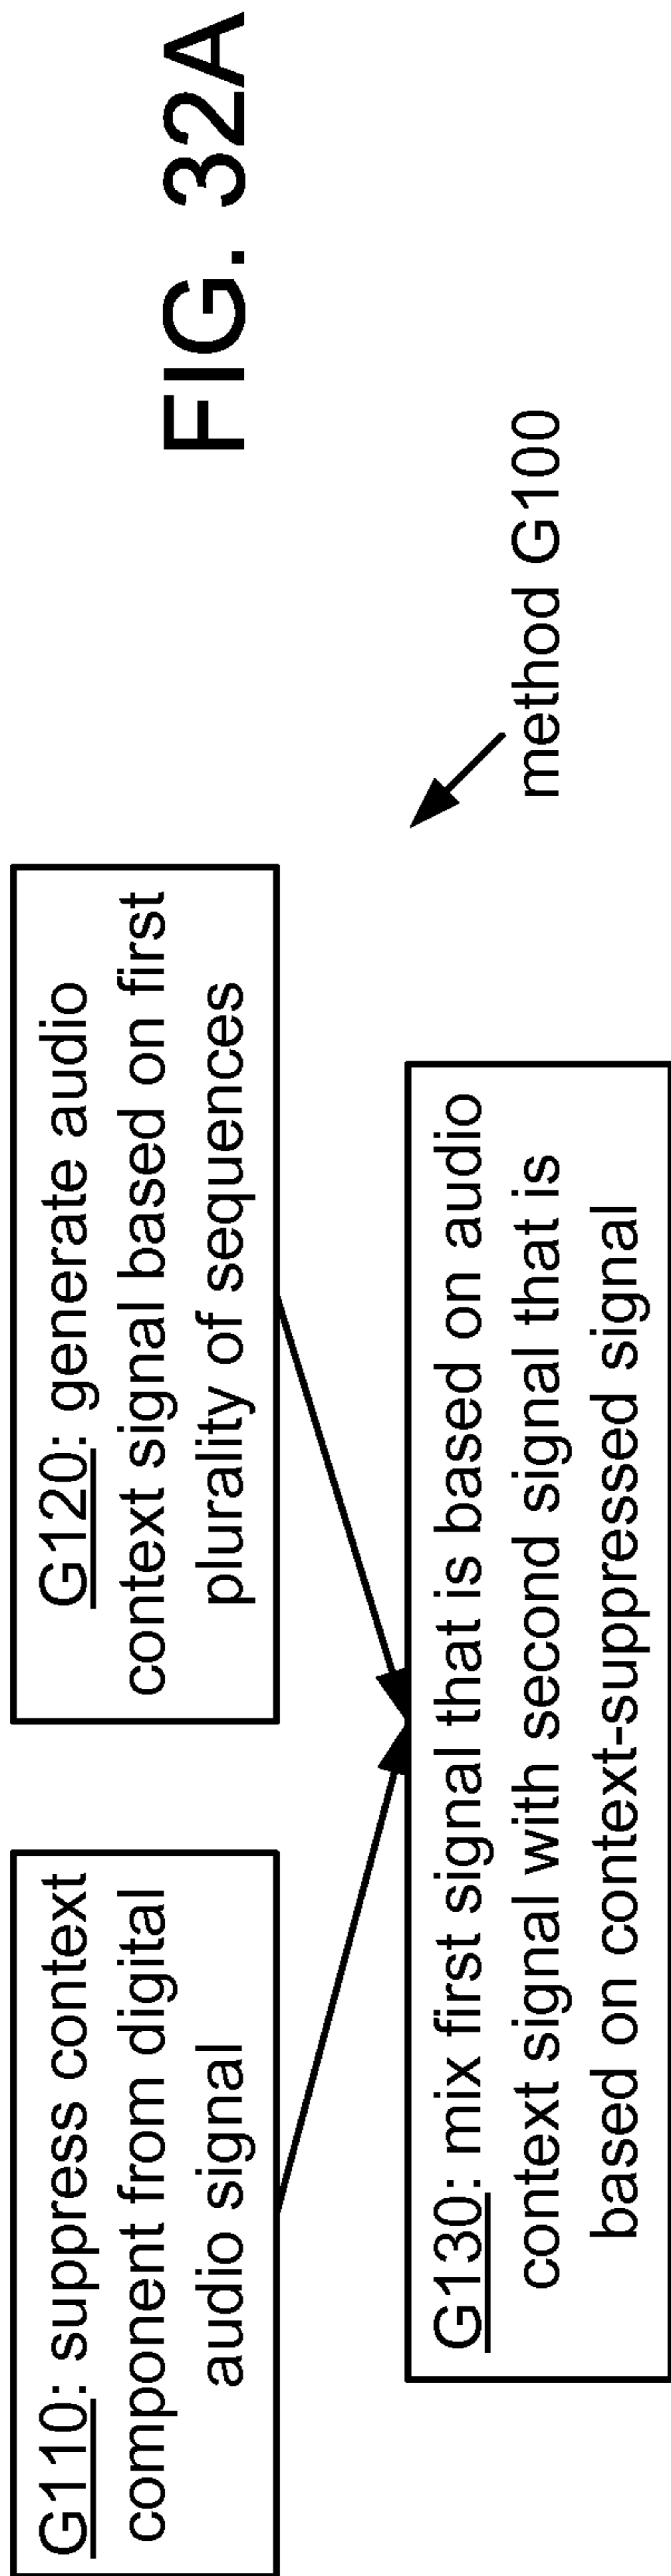 G110: suppress context
component from digital
audio signal
G120: generate audio
context signal based on first
plurality of sequences
G130: mix first signal that is based on audio
context signal with second signal that is
based on context-suppressed signal
method G100
FIG. 32A